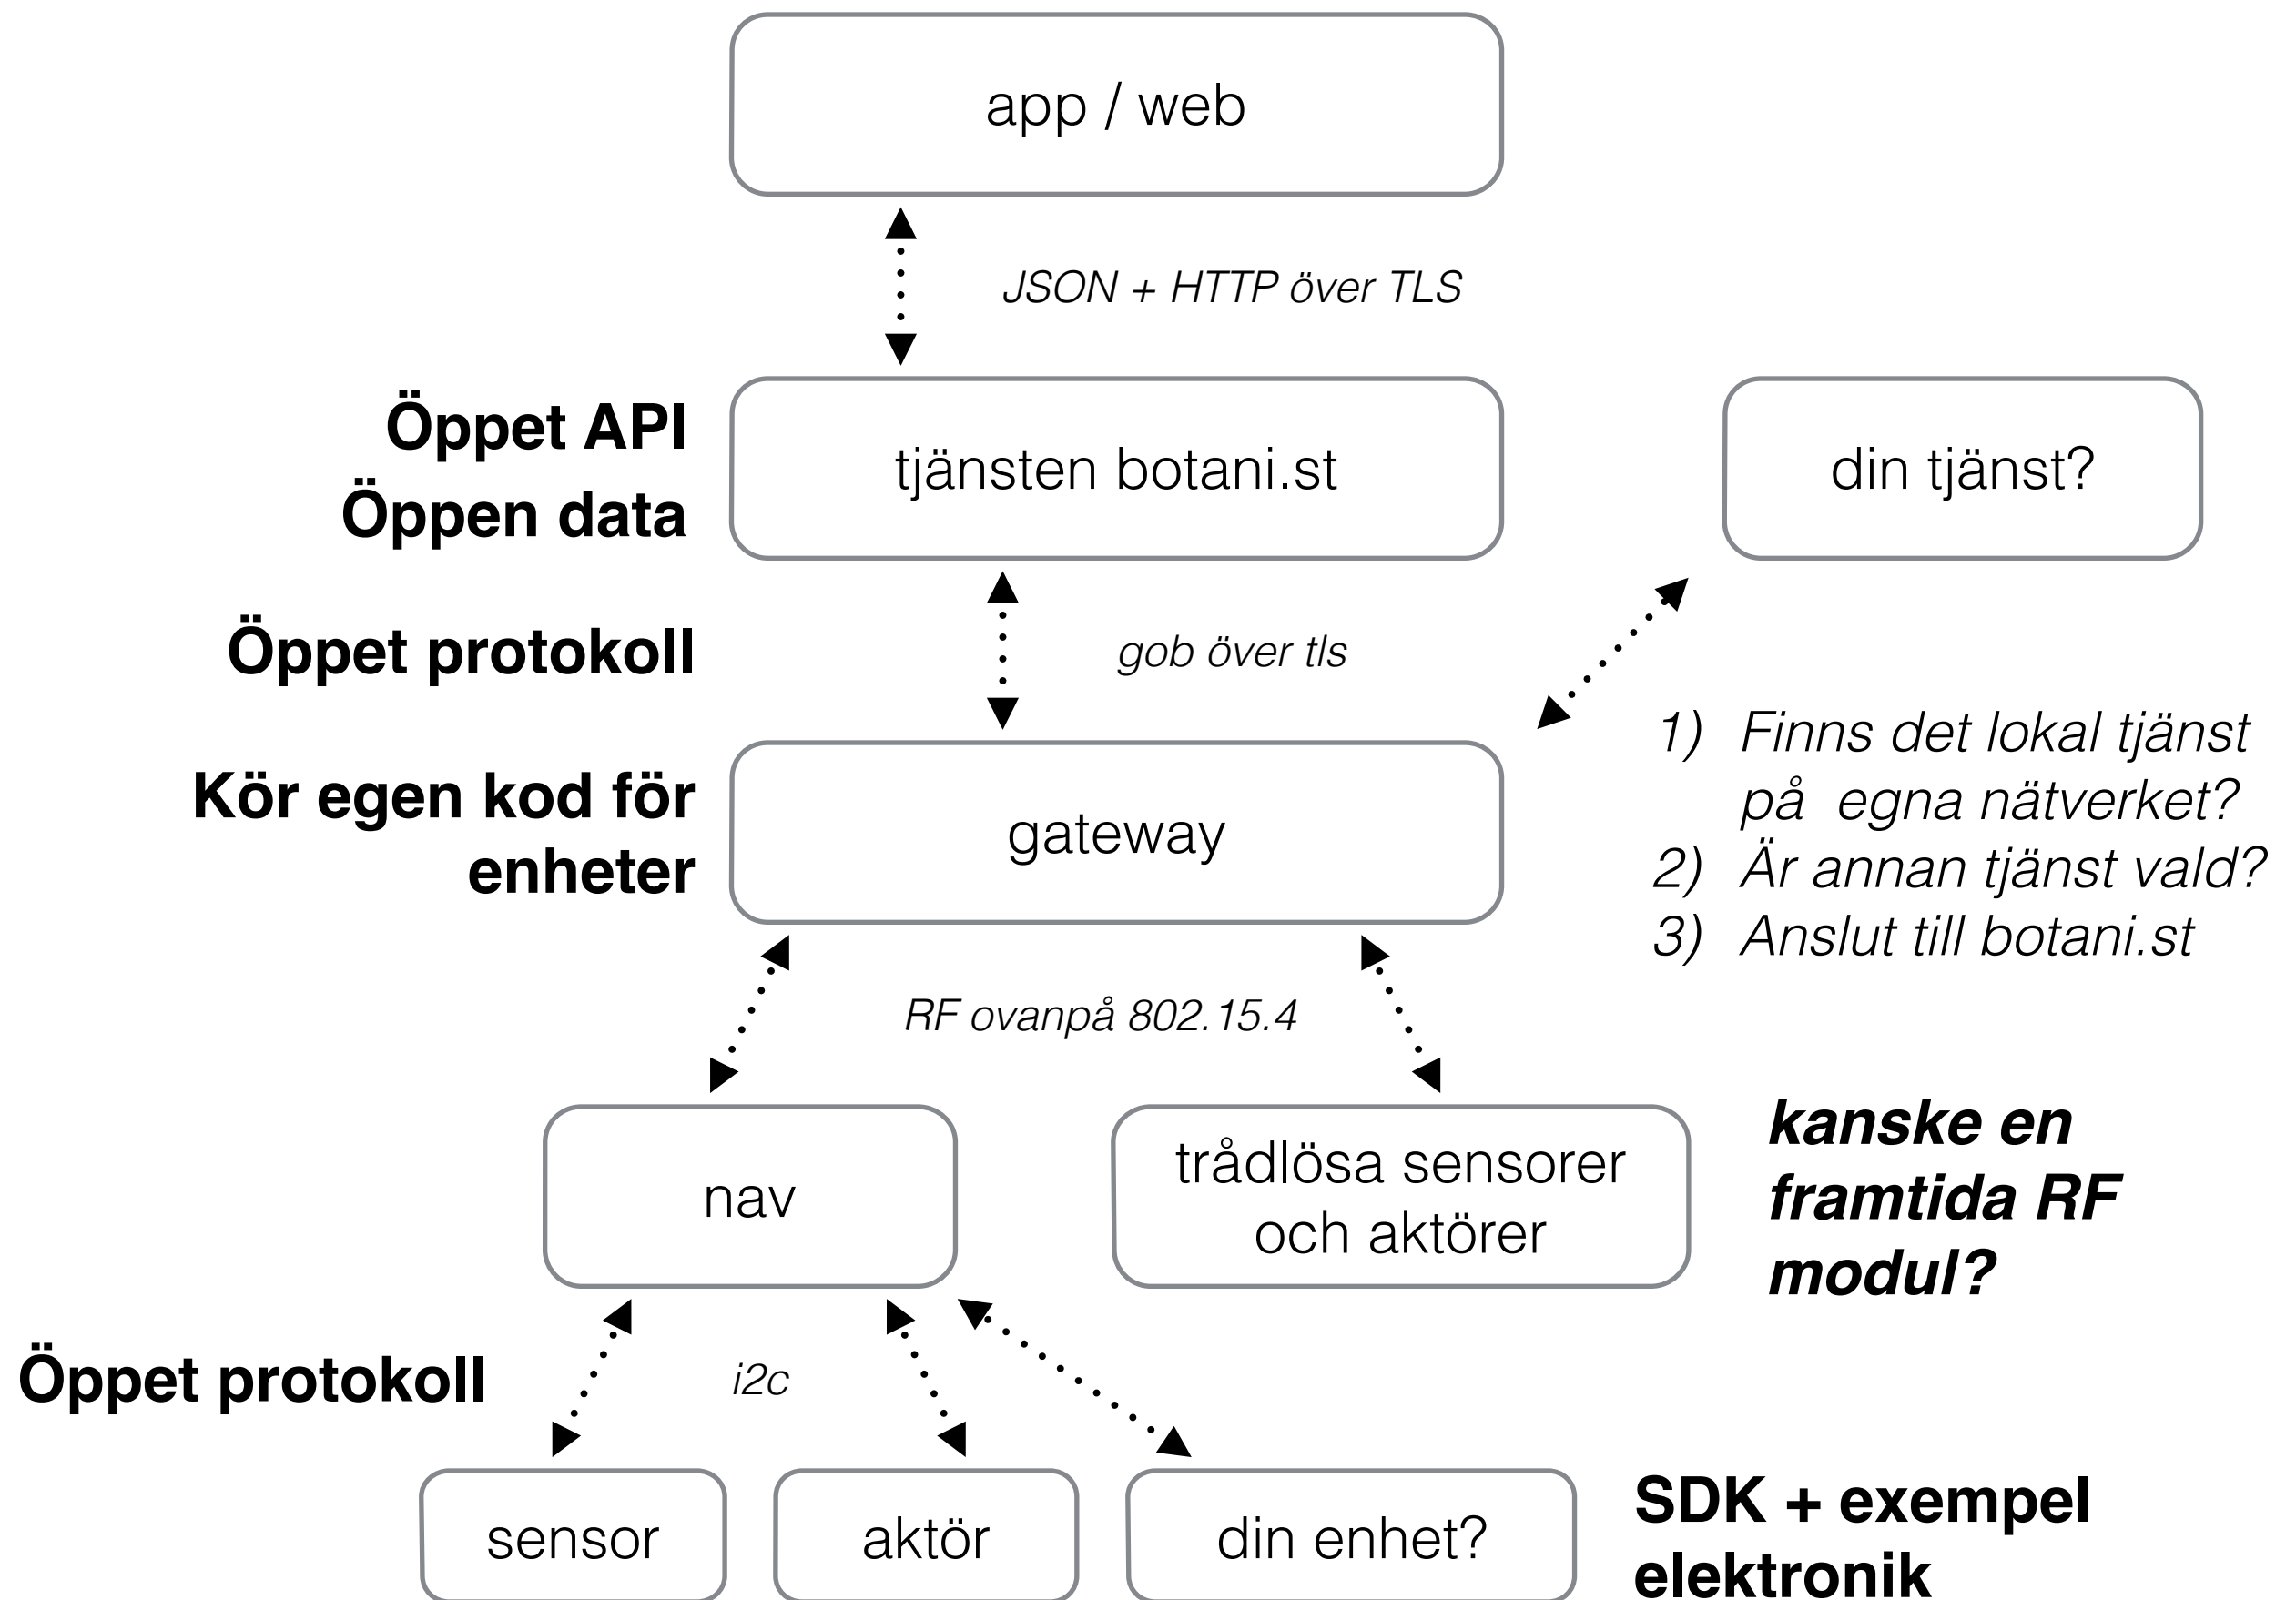 app / web
JSON + HTTP över TLS
Öppet API
Öppen data
tjänsten botani.st
din tjänst?
Öppet protokoll
gob över tls
Kör egen kod för
enheter
gateway
1) Finns det lokal tjänst
på egna nätverket?
2) Är annan tjänst vald?
3) Anslut till botani.st
RF ovanpå 802.15.4
nav
trådlösa sensorer
och aktörer
kanske en
framtida RF
modul?
Öppet protokoll
i2c
sensor
aktör
din enhet?
SDK + exempel
elektronik